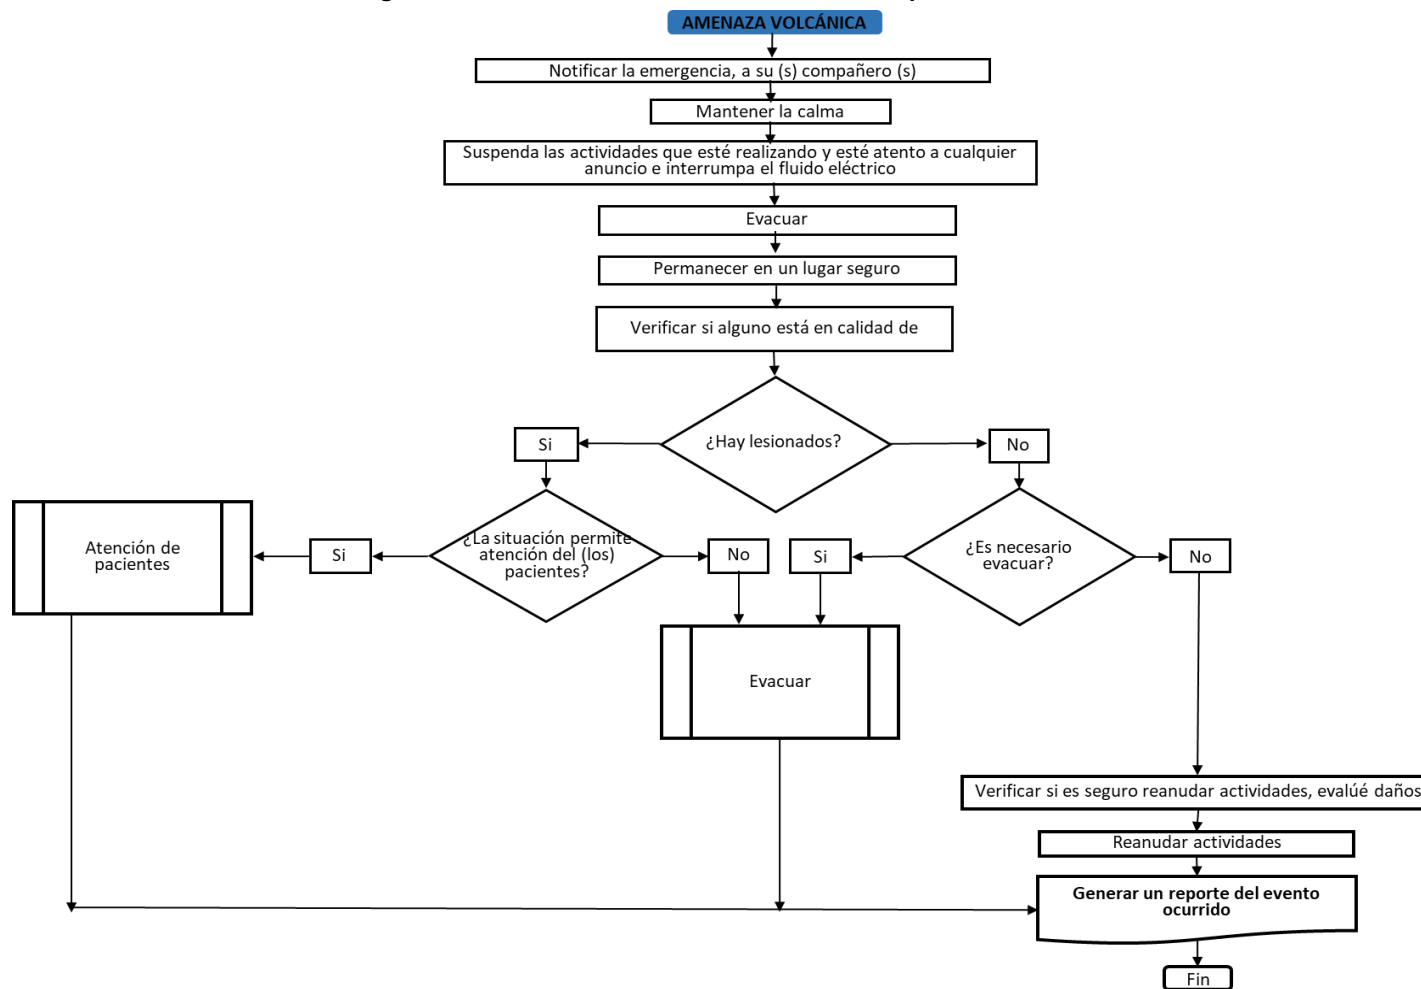 AMENAZA VOLCÁNICA
Notificar la emergencia, a su (s) compañero (s)
Mantener la calma
Suspenda las actividades que esté realizando y esté atento a cualquier
anuncio e interrumpa el fluido eléctrico
Evacuar
Permanecer en un lugar seguro
Verificar si alguno está en calidad de
¿Hay lesionados?
Si
No
¿La situación permite
atención del (los)
pacientes?
¿Es necesario
evacuar?
Atención de
pacientes
Si
No
Si
No
Evacuar
Verificar si es seguro reanudar actividades, evalúé daños
Reanudar actividades
Generar un reporte del evento
ocurrido
Fin